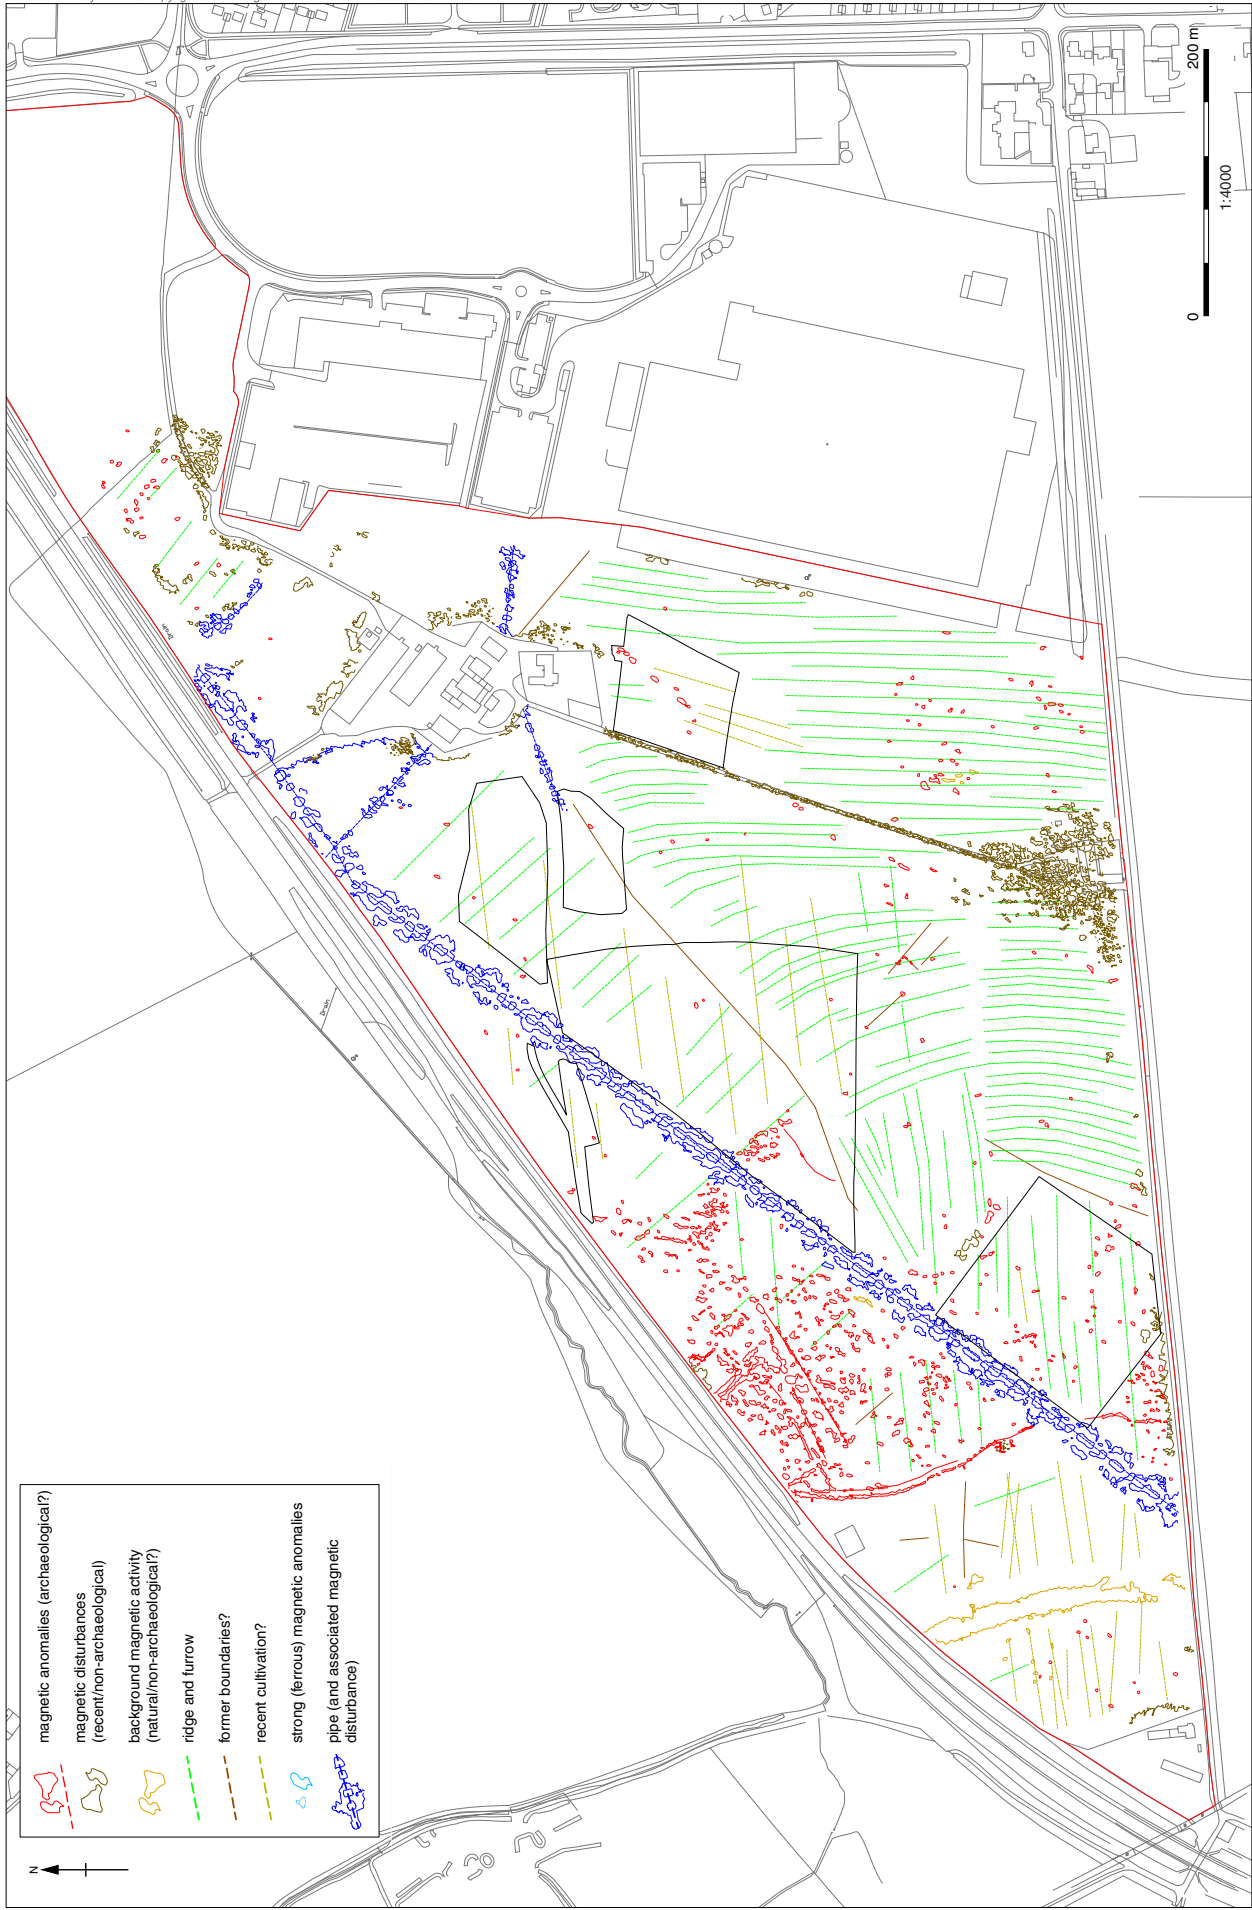 magnetic anomalies (archaeological?)
magnetic disturbances
(recent/non-archaeological)
background magnetic activity
(natural/non-archaeological?)
ridge and furrow
former boundaries?
recent cultivation?
strong (ferrous) magnetic anomalies
pipe (and associated magnetic
disturbance)
N
Drain
Drain
0
200 m
1:4000